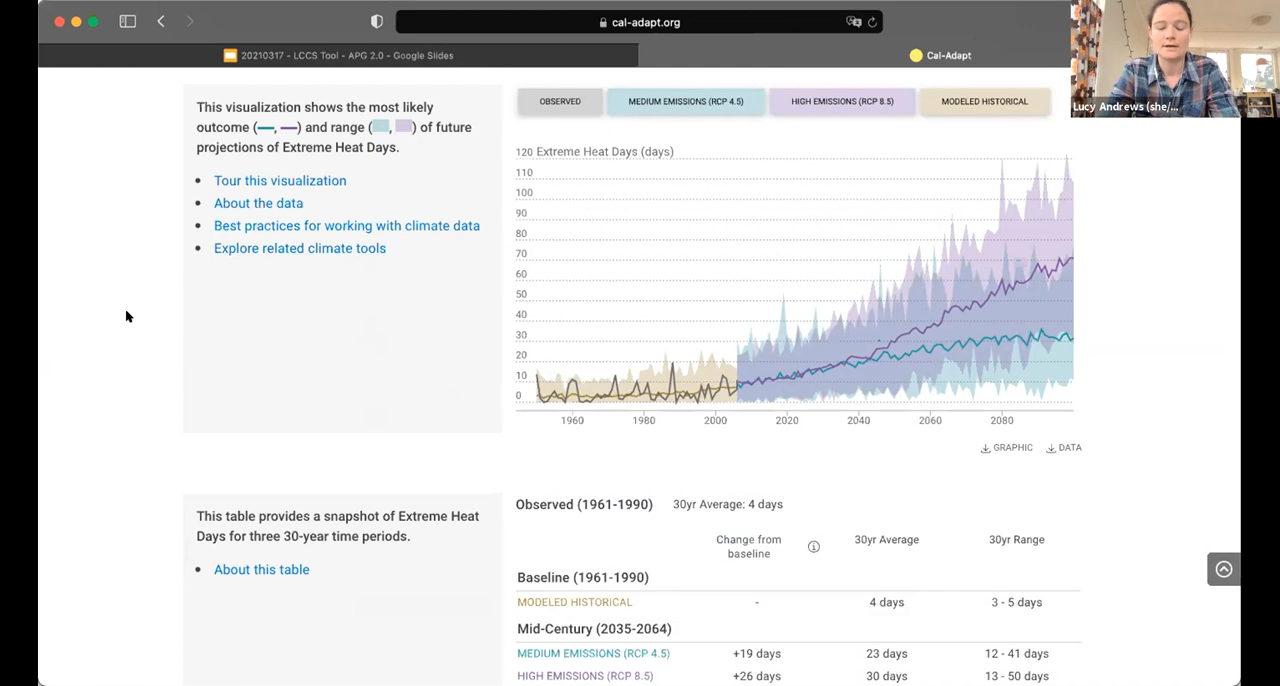 cal-adapt.org
20210317 - LCCS Tool - APG 2.0 - Google Slides
Cal-Adapt
Lucy Andrews (she/...
This visualization shows the most likely
outcome (—, —) and range ( , ) of future
projections of Extreme Heat Days.
• Tour this visualization
• About the data
• Best practices for working with climate data
• Explore related climate tools
OBSERVED
MEDIUM EMISSIONS (RCP 4.5)
HIGH EMISSIONS (RCP 8.5)
MODELED HISTORICAL
120 Extreme Heat Days (days)
110
100
90
80
70
60
50
40
30
20
10
0
1960 1980 2000 2020 2040 2060 2080
GRAPHIC DATA
This table provides a snapshot of Extreme Heat
Days for three 30-year time periods.
• About this table
Observed (1961-1990) 30yr Average: 4 days
Change from
baseline
30yr Average
30yr Range
Baseline (1961-1990)
MODELED HISTORICAL - 4 days 3 - 5 days
Mid-Century (2035-2064)
MEDIUM EMISSIONS (RCP 4.5) +19 days 23 days 12 - 41 days
HIGH EMISSIONS (RCP 8.5) +26 days 30 days 13 - 50 days